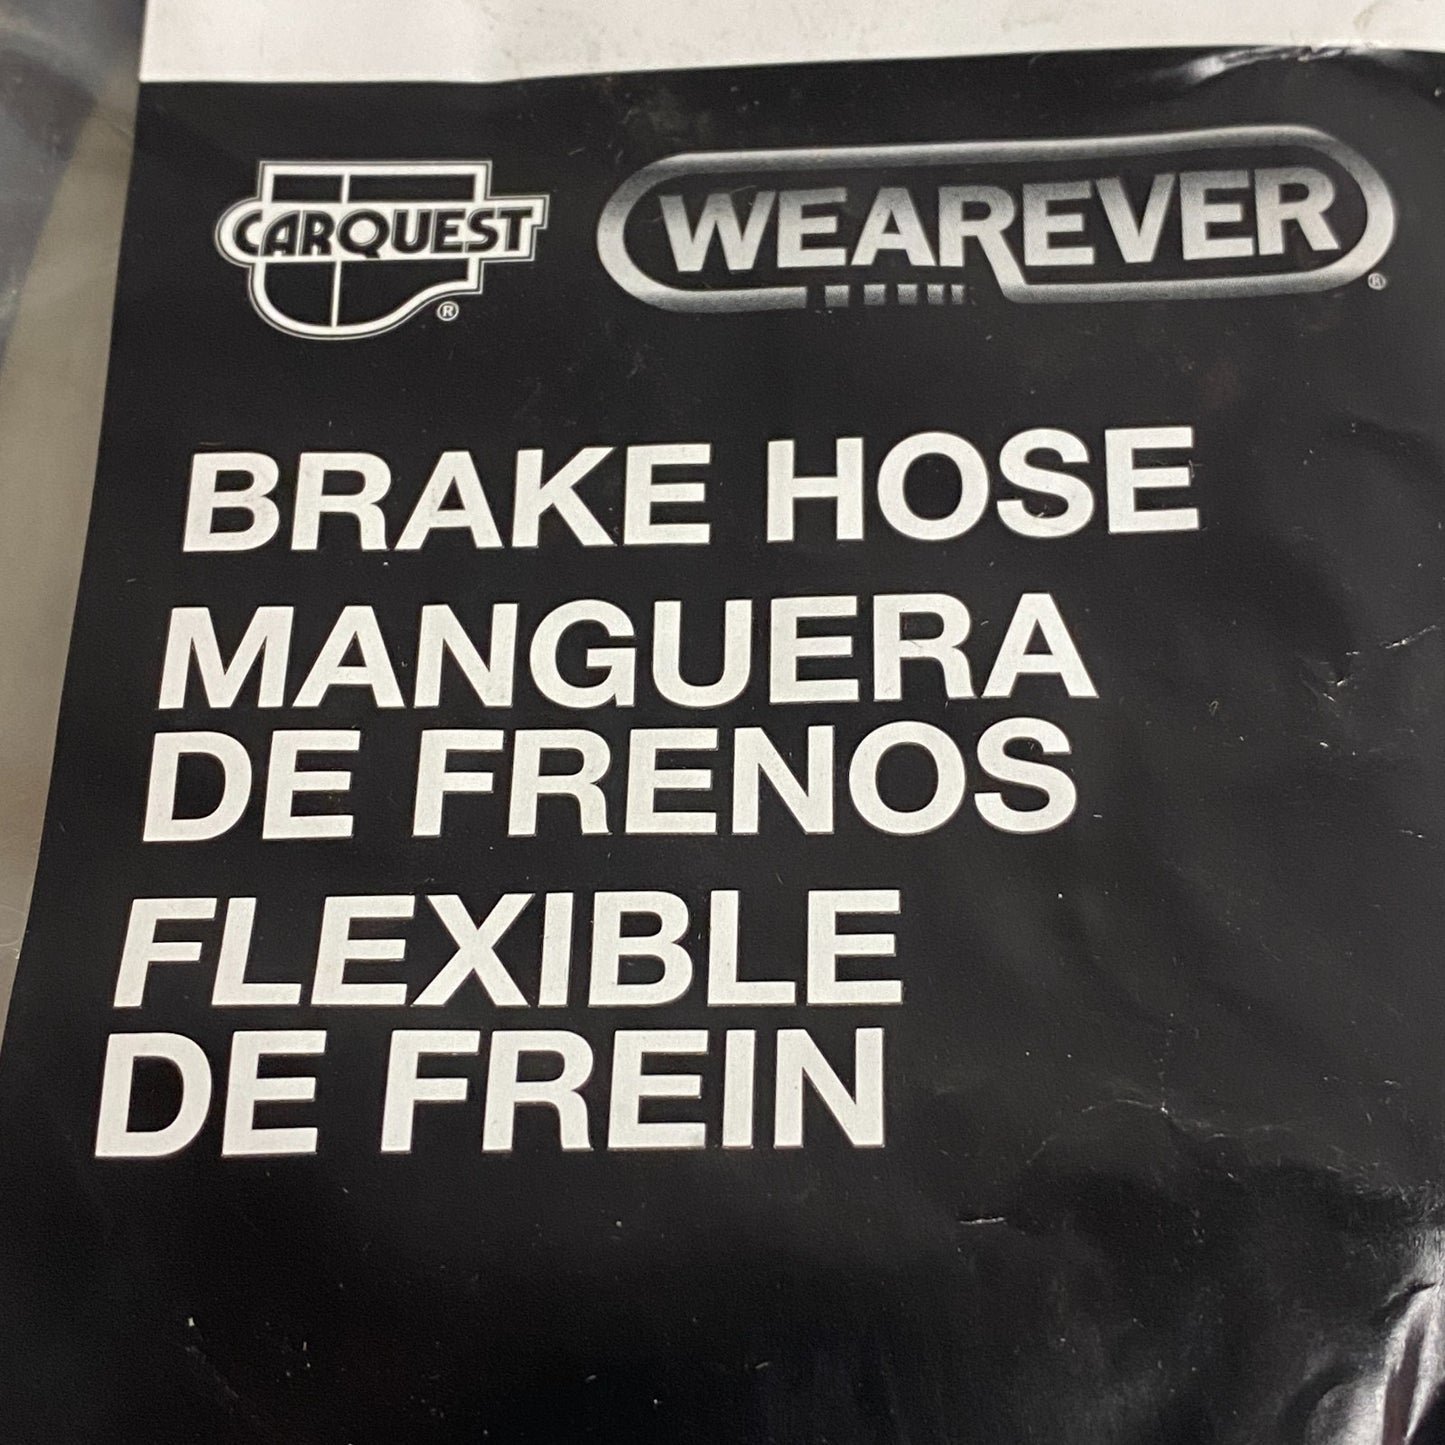 CARQUEST ®
WEAREVER ®
BRAKE HOSE
MANGUERA
DE FRENOS
FLEXIBLE
DE FREIN